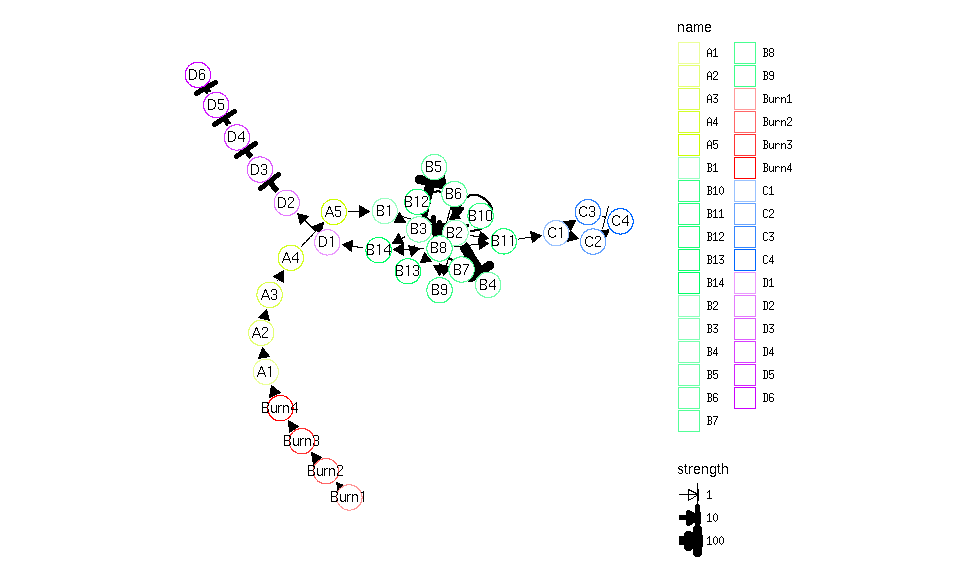 name
A1 B8
A2 B9
A3 Burn1
A4 Burn2
A5 Burn3
B1 Burn4
B10 C1
B11 C2
B12 C3
B13 C4
B14 D1
B2 D2
B3 D3
B4 D4
B5 D5
B6 D6
B7
strength
1
10
100
D6
D5
D4
D3
D2
A5
D1
A4
A3
A2
A1
Burn4
Burn3
Burn2
Burn1
B1
B5
B12
B6
B10
B3
B2
B14
B8
B11
B13
B7
B9
B4
C1
C3
C2
C4